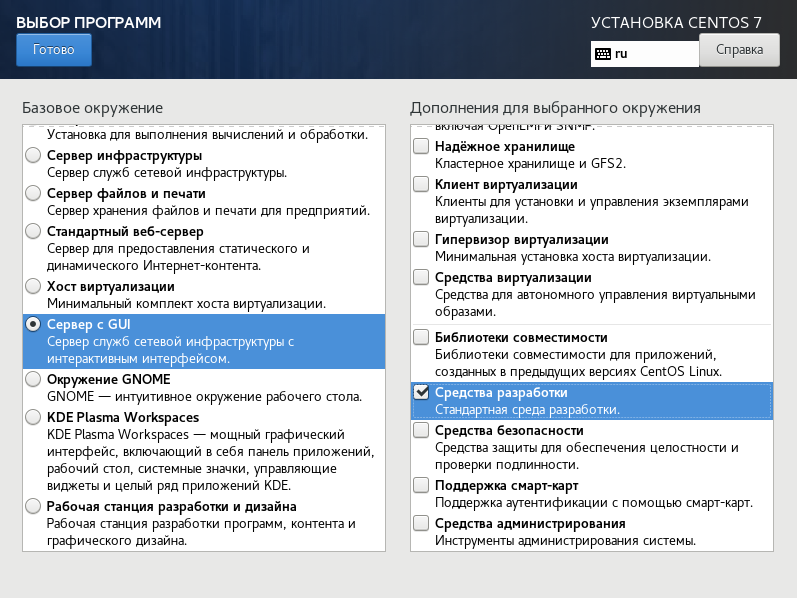 ВЫБОР ПРОГРАММ
УСТАНОВКА CENTOS 7
Готово
ru
Справка
Базовое окружение
Установка для выполнения вычислений и обработки.
Сервер инфраструктуры
Сервер служб сетевой инфраструктуры.
Сервер файлов и печати
Сервер хранения файлов и печати для предприятий.
Стандартный веб-сервер
Сервер для предоставления статического и
динамического Интернет-контента.
Хост виртуализации
Минимальный комплект хоста виртуализации.
Сервер с GUI
Сервер служб сетевой инфраструктуры с
интерактивным интерфейсом.
Окружение GNOME
GNOME — интуитивное окружение рабочего стола.
KDE Plasma Workspaces
KDE Plasma Workspaces — мощный графический
интерфейс, включающий в себя панель приложений,
рабочий стол, системные значки, управляющие
виджеты и целый ряд приложений KDE.
Рабочая станция разработки и дизайна
Рабочая станция разработки программ, контента и
графического дизайна.
Дополнения для выбранного окружения
включая OpenLMI и SNMP.
Надёжное хранилище
Кластерное хранилище и GFS2.
Клиент виртуализации
Клиенты для установки и управления экземплярами
виртуализации.
Гипервизор виртуализации
Минимальная установка хоста виртуализации.
Средства виртуализации
Средства для автономного управления виртуальными
образами.
Библиотеки совместимости
Библиотеки совместимости для приложений,
созданных в предыдущих версиях CentOS Linux.
Средства разработки
Стандартная среда разработки.
Средства безопасности
Средства защиты для обеспечения целостности и
проверки подлинности.
Поддержка смарт-карт
Поддержка аутентификации с помощью смарт-карт.
Средства администрирования
Инструменты администрирования системы.